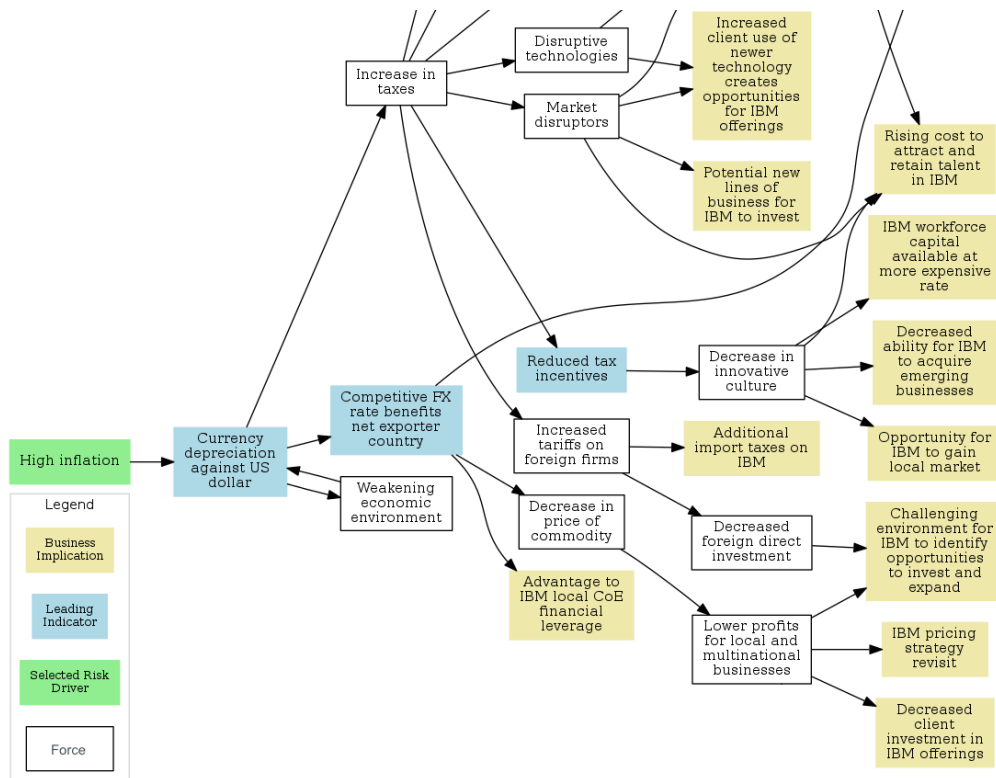 Increase in
taxes
Disruptive
technologies
Market
disruptors
Increased
client use of
newer
technology
creates
opportunities
for IBM
offerings
Potential new
lines of
business for
IBM to invest
Rising cost to
attract and
retain talent
in IBM
IBM workforce
capital
available at
more expensive
rate
Reduced tax
incentives
Decrease in
innovative
culture
Decreased
ability for IBM
to acquire
emerging
businesses
Opportunity for
IBM to gain
local market
High inflation
Currency
depreciation
against US
dollar
Competitive FX
rate benefits
net exporter
country
Weakening
economic
environment
Increased
tariffs on
foreign firms
Additional
import taxes on
IBM
Decrease in
price of
commodity
Decreased
foreign direct
investment
Challenging
environment for
IBM to identify
opportunities
to invest and
expand
Advantage to
IBM local CoE
financial
leverage
Lower profits
for local and
multinational
businesses
IBM pricing
strategy
revisit
Decreased
client
investment in
IBM offerings
Legend
Business
Implication
Leading
Indicator
Selected Risk
Driver
Force